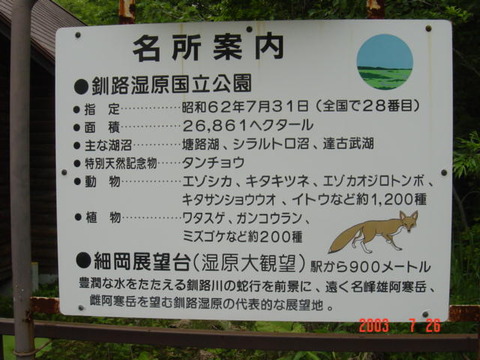 名所案内
●釧路湿原国立公園
●指定…………昭和62年7月31日(全国で28番目)
●面積…………26,861ヘクタール
●主な湖沼………塘路湖、シラルトロ沼、達古武湖
●特別天然記念物…タンチョウ
●動物…………エゾシカ、キタキツネ、エゾカオジロトンボ、
キタサンショウウオ、イトウなど約1,200種
●植物…………ワタスゲ、ガンコウラン、
ミズゴケなど約200種
●細岡展望台(湿原大観望)駅から900メートル
豊潤な水をたたえる釧路川の蛇行を前景に、遠く名峰雄阿寒岳、
雌阿寒岳を望む釧路湿原の代表的な展望地。
2003 7 26